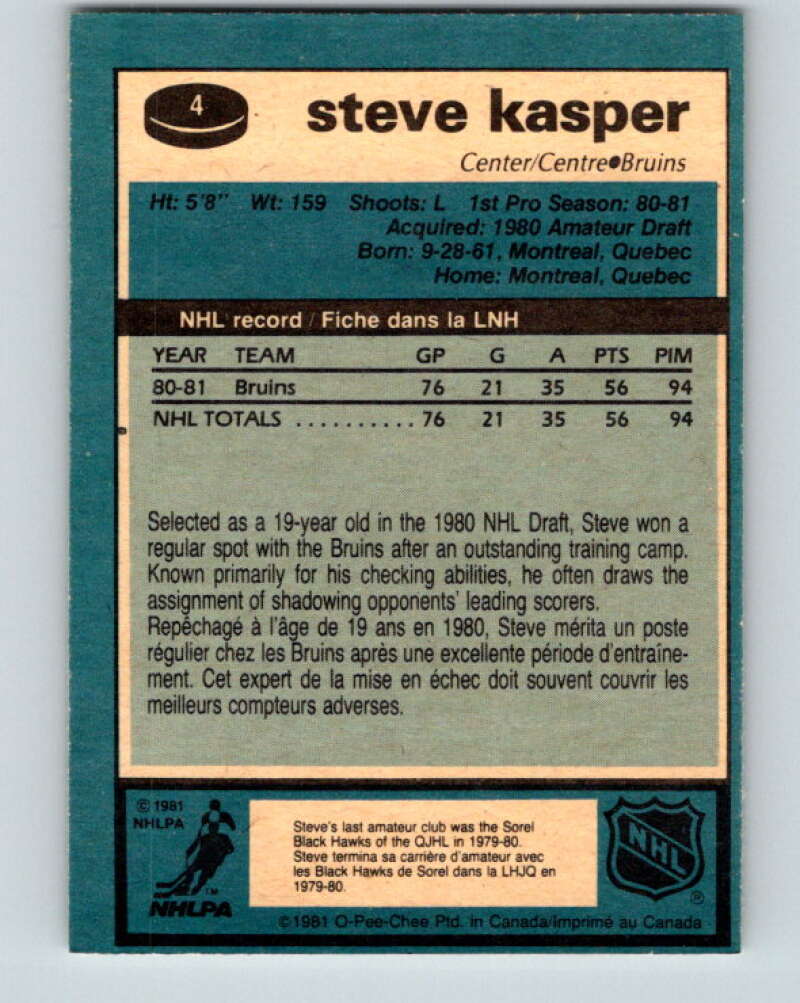 4
steve kasper
Center/Centre●Bruins
Ht: 5'8" Wt: 159 Shoots: L 1st Pro Season: 80-81
Acquired: 1980 Amateur Draft
Born: 9-28-61, Montreal, Quebec
Home: Montreal, Quebec
NHL record / Fiche dans la LNH
YEAR TEAM GP G A PTS PIM
80-81 Bruins 76 21 35 56 94
NHL TOTALS .......... 76 21 35 56 94
Selected as a 19-year old in the 1980 NHL Draft, Steve won a
regular spot with the Bruins after an outstanding training camp.
Known primarily for his checking abilities, he often draws the
assignment of shadowing opponents' leading scorers.
Repêchagé à l'âge de 19 ans en 1980, Steve mérita un poste
régulier chez les Bruins après une excellente période d'entraîne-
ment. Cet expert de la mise en échec doit souvent couvrir les
meilleurs compteurs adverses.
© 1981
NHLPA
TM
NHLPA
Steve's last amateur club was the Sorel
Black Hawks of the QJHL in 1979-80.
Steve termina sa carrière d'amateur avec
les Black Hawks de Sorel dans la LHJQ en
1979-80.
NHL
®
©1981 O-Pee-Chee Ptd. in Canada/Imprimé au Canada